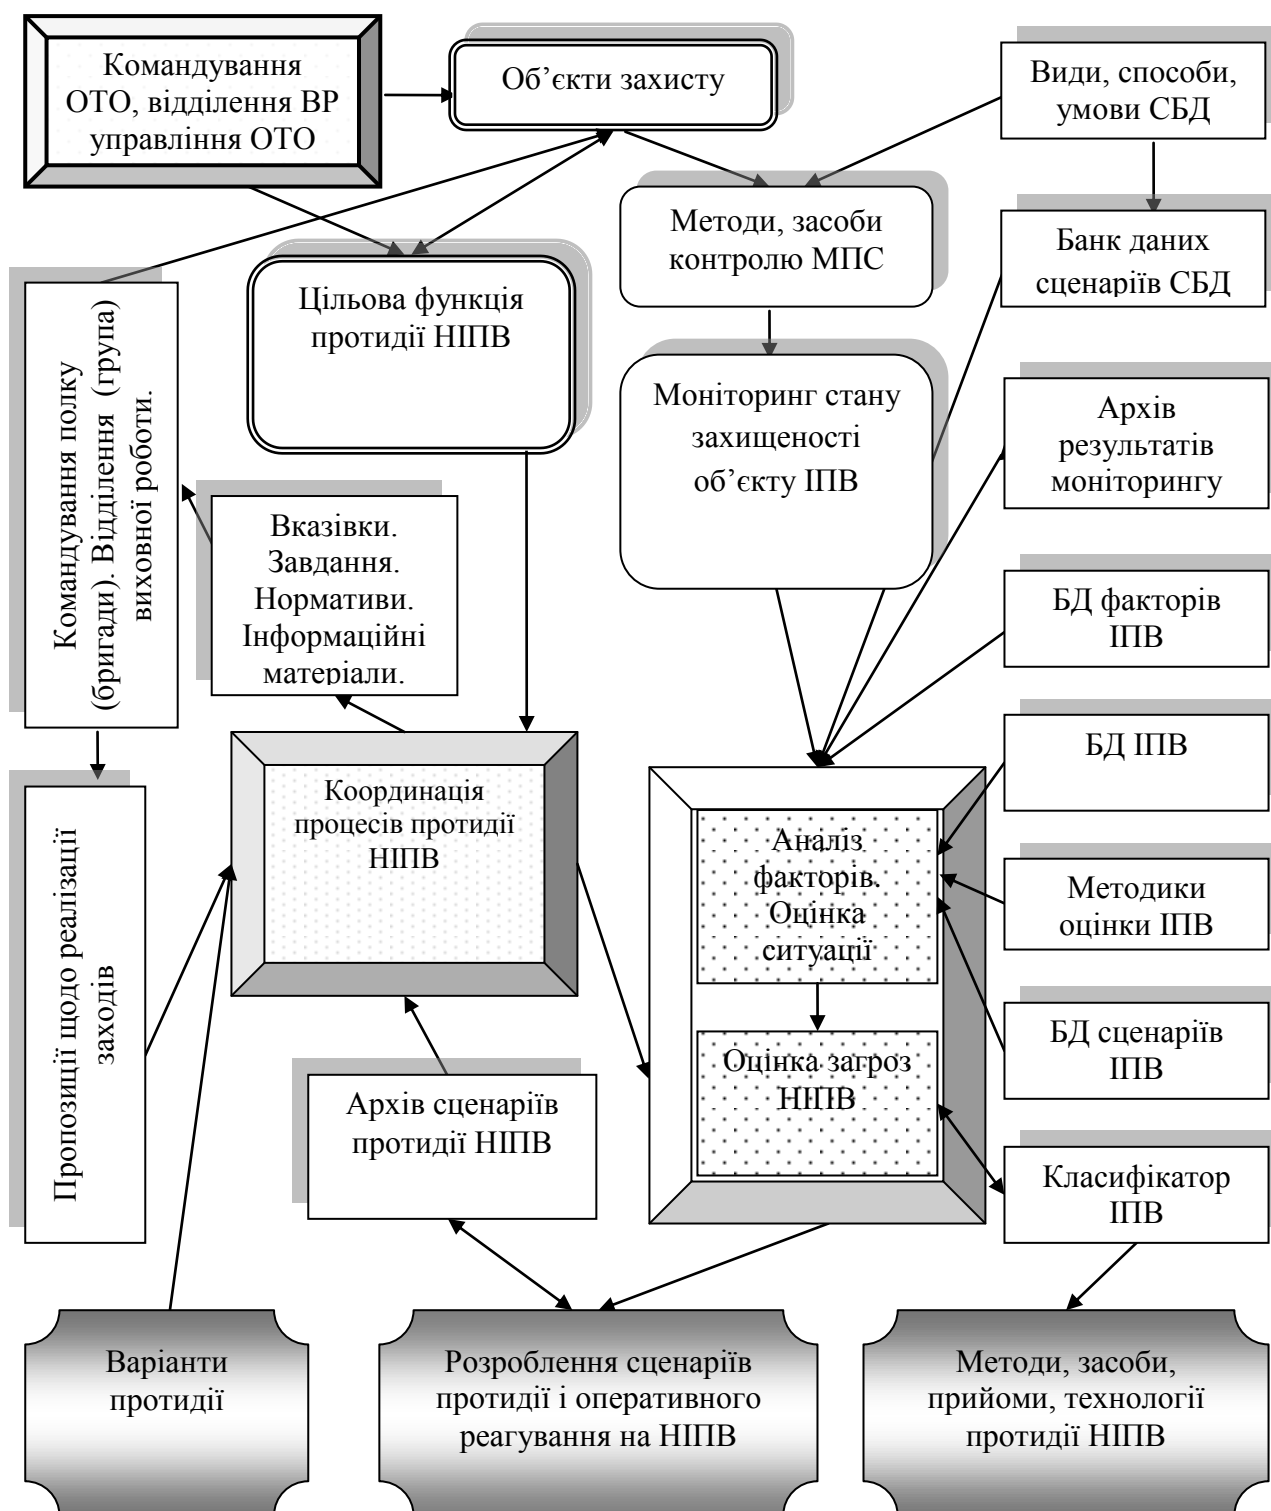 Командування
ОТО, відділення ВР
управління ОТО
Об’єкти захисту
Види, способи,
умови СБД
Методи, засоби
контролю МПС
Банк даних
сценаріїв СБД
Цільова функція
протидії НІПВ
Командування полку
(бригади). Відділення (група)
виховної роботи.
Моніторинг стану
захищеності
об’єкту ІПВ
Архів
результатів
моніторингу
Вказівки.
Завдання.
Нормативи.
Інформаційні
матеріали.
БД факторів
ІПВ
БД ІПВ
Координація
процесів протидії
НІПВ
Аналіз
факторів.
Оцінка
ситуації
Методики
оцінки ІПВ
Пропозиції щодо реалізації
заходів
Оцінка загроз
НІПВ
БД сценаріїв
ІПВ
Архів сценаріїв
протидії НІПВ
Класифікатор
ІПВ
Варіанти
протидії
Розроблення сценаріїв
протидії і оперативного
реагування на НІПВ
Методи, засоби,
прийоми, технології
протидії НІПВ